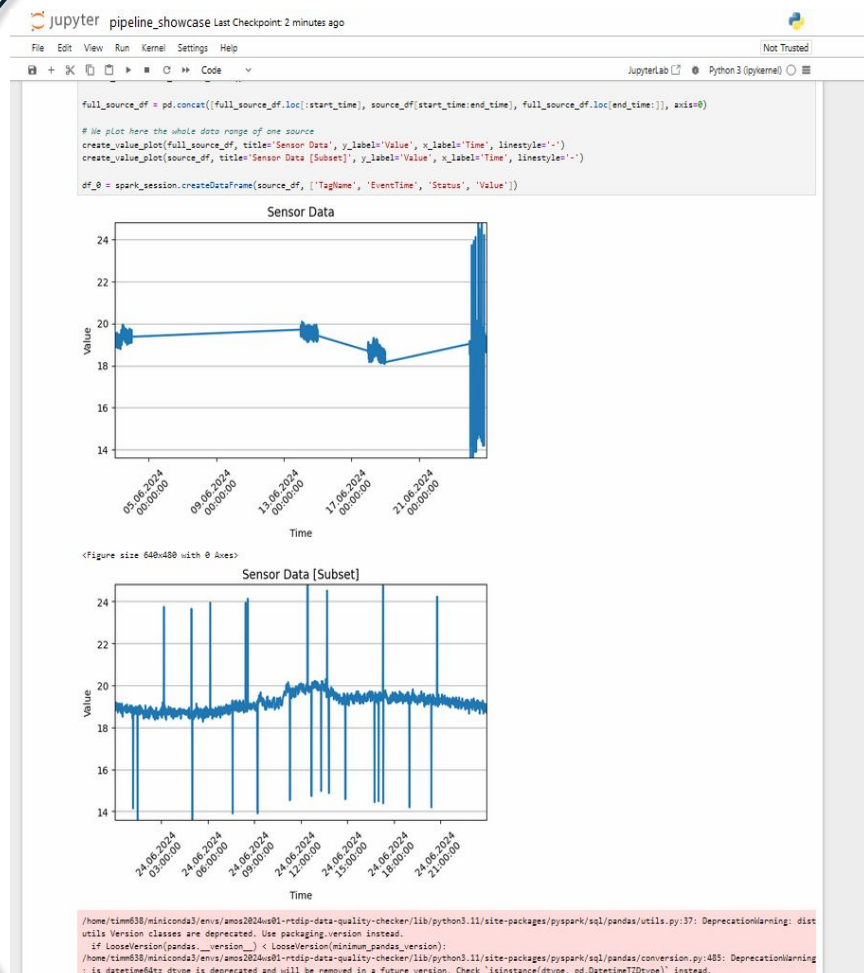 jupyter pipeline_showcase Last Checkpoint: 2 minutes ago
File Edit View Run Kernel Settings Help
Not Trusted
Code
JupyterLab
Python 3 (ipykernel)
full_source_df = pd.concat([full_source_df.loc[:start_time], source_df[start_time:end_time], full_source_df.loc[end_time:]], axis=0)
# We plot here the whole data range of one source
create_value_plot(full_source_df, title='Sensor Data', y_label='Value', x_label='Time', linestyle='-')
create_value_plot(source_df, title='Sensor Data [Subset]', y_label='Value', x_label='Time', linestyle='-')
df_0 = spark_session.createDataFrame(source_df, ['TagName', 'EventTime', 'Status', 'Value'])
Sensor Data
24
22
20
18
16
14
Value
05.06.2024
00:00:00
09.06.2024
00:00:00
13.06.2024
00:00:00
17.06.2024
00:00:00
21.06.2024
00:00:00
Time
<Figure size 640x480 with 0 Axes>
Sensor Data [Subset]
24
22
20
18
16
14
Value
24.06.2024
03:00:00
24.06.2024
06:00:00
24.06.2024
09:00:00
24.06.2024
12:00:00
24.06.2024
15:00:00
24.06.2024
18:00:00
24.06.2024
21:00:00
Time
/home/timm638/miniconda3/envs/amos2024ws01-rtdip-data-quality-checker/lib/python3.11/site-packages/pyspark/sql/pandas/utils.py:37: DeprecationWarning: dist
utils Version classes are deprecated. Use packaging.version instead.
if LooseVersion(pandas.__version__) < LooseVersion(minimum_pandas_version):
/home/timm638/miniconda3/envs/amos2024ws01-rtdip-data-quality-checker/lib/python3.11/site-packages/pyspark/sql/pandas/conversion.py:485: DeprecationWarning
: is_datetime64tz_dtype is deprecated and will be removed in a future version. Check `isinstance(dtype, pd.DatetimeTZDtype)` instead.